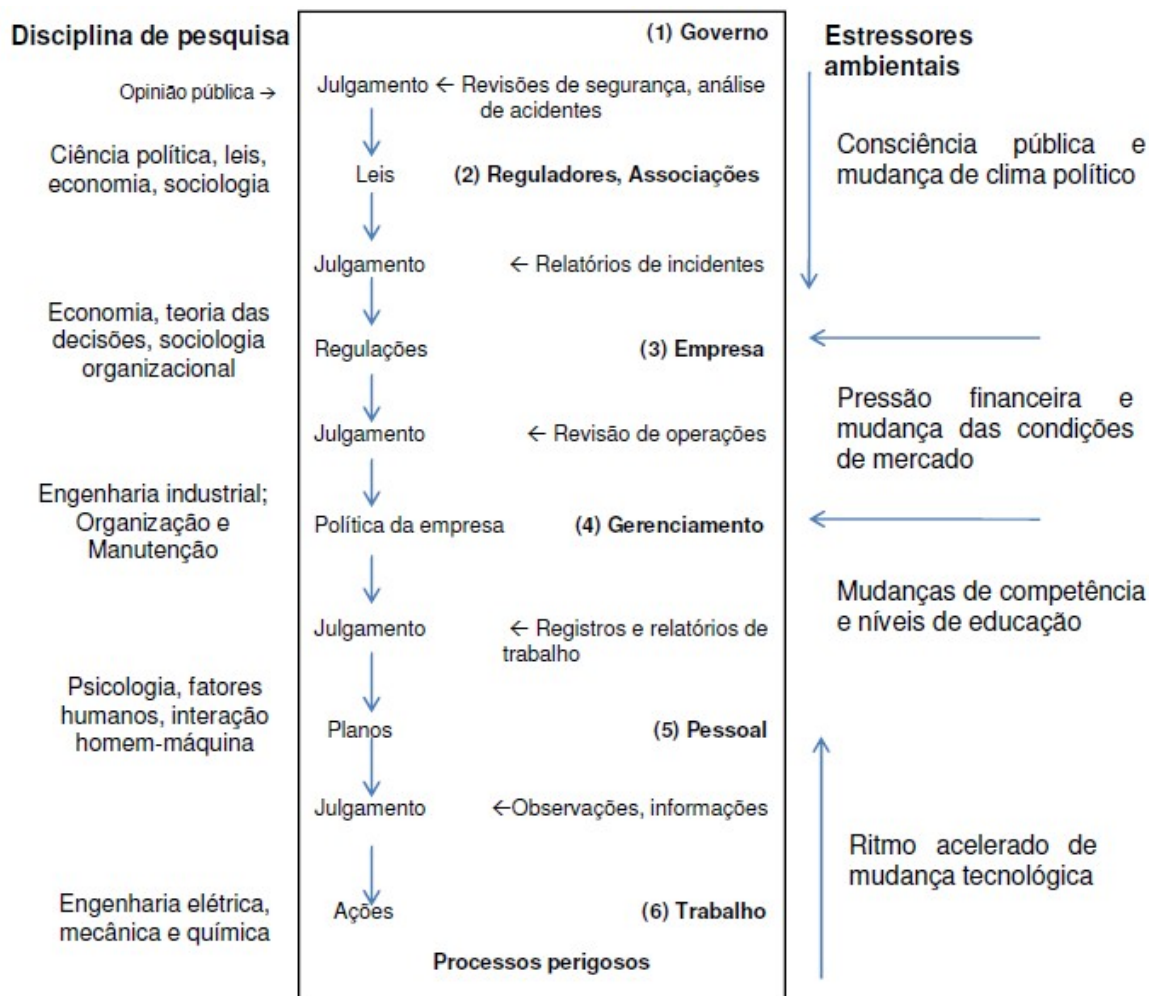 Disciplina de pesquisa
(1) Governo
Estressores
ambientais
Opinião pública →
Julgamento ← Revisões de segurança, análise
de acidentes
Ciência política, leis,
economia, sociologia
Consciência pública e
mudança de clima político
Leis
(2) Reguladores, Associações
Julgamento
← Relatórios de incidentes
Economia, teoria das
decisões, sociologia
organizacional
Regulações
(3) Empresa
Pressão financeira e
mudança das condições
de mercado
Julgamento
← Revisão de operações
Engenharia industrial;
Organização e
Manutenção
Política da empresa
(4) Gerenciamento
Mudanças de competência
e níveis de educação
Julgamento
← Registros e relatórios de
trabalho
Psicologia, fatores
humanos, interação
homem-máquina
Planos
(5) Pessoal
Julgamento
←Observações, informações
Ritmo acelerado de
mudança tecnológica
Engenharia elétrica,
mecânica e química
Ações
(6) Trabalho
Processos perigosos